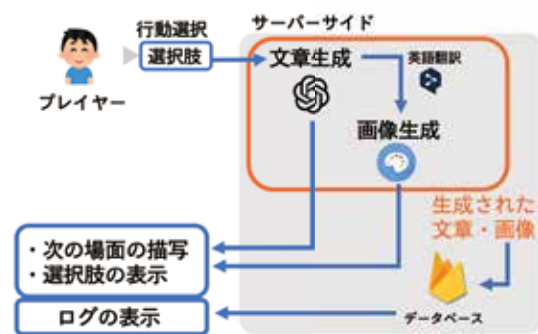 サーバーサイド
行動選択
選択肢
プレイヤー
文章生成
英語翻訳
画像生成
生成された
文章・画像
・次の場面の描写
・選択肢の表示
データベース
ログの表示